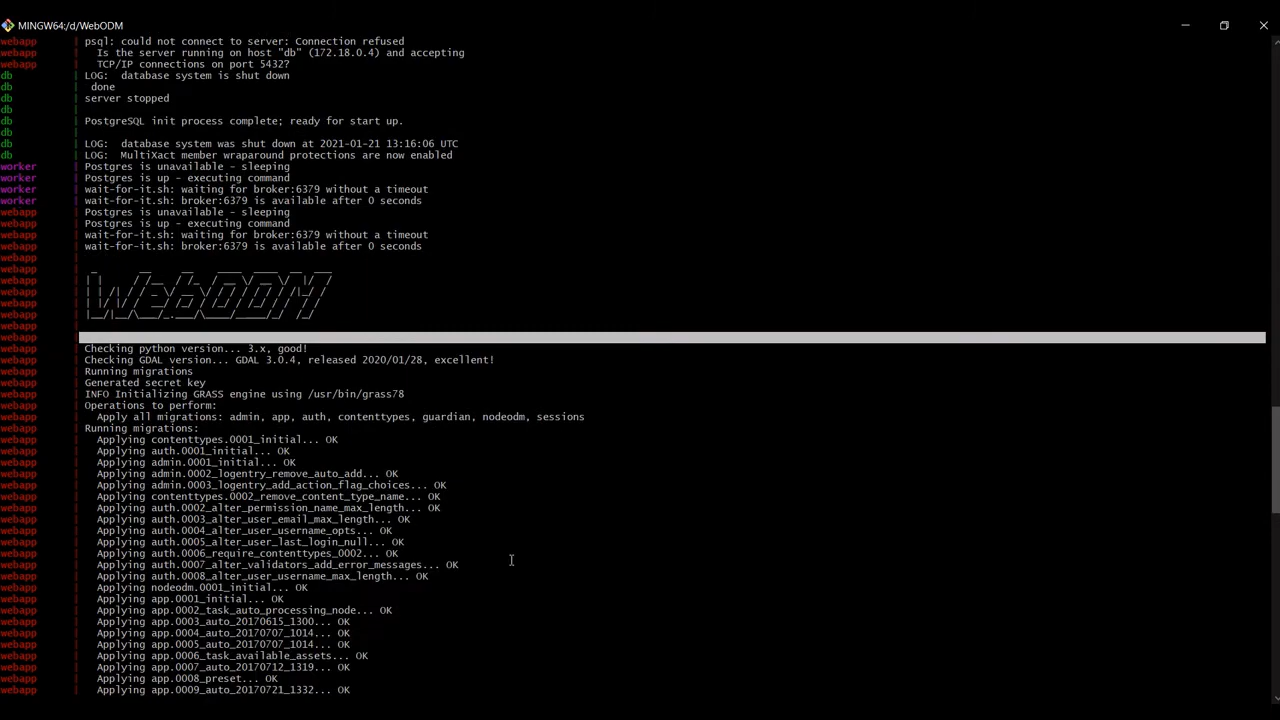 MINGW64:/d/WebODM
webapp | psql: could not connect to server: Connection refused
webapp | Is the server running on host "db" (172.18.0.4) and accepting
webapp | TCP/IP connections on port 5432?
db | LOG:  database system is shut down
db | done
db | server stopped
db |
db | PostgreSQL init process complete; ready for start up.
db |
db | LOG:  database system was shut down at 2021-01-21 13:16:06 UTC
db | LOG:  MultiXact member wraparound protections are now enabled
worker | Postgres is unavailable - sleeping
worker | Postgres is up - executing command
worker | wait-for-it.sh: waiting for broker:6379 without a timeout
worker | wait-for-it.sh: broker:6379 is available after 0 seconds
webapp | Postgres is unavailable - sleeping
webapp | Postgres is up - executing command
webapp | wait-for-it.sh: waiting for broker:6379 without a timeout
webapp | wait-for-it.sh: broker:6379 is available after 0 seconds
webapp |
webapp |
webapp |
webapp | WebODM
webapp |
webapp |
webapp |
webapp |
webapp | Checking python version... 3.x, good!
webapp | Checking GDAL version... GDAL 3.0.4, released 2020/01/28, excellent!
webapp | Running migrations
webapp | Generated secret key
webapp | INFO Initializing GRASS engine using /usr/bin/grass78
webapp | Operations to perform:
webapp | Apply all migrations: admin, app, auth, contenttypes, guardian, nodeodm, sessions
webapp | Running migrations:
webapp | Applying contenttypes.0001_initial... OK
webapp | Applying auth.0001_initial... OK
webapp | Applying admin.0001_initial... OK
webapp | Applying admin.0002_logentry_remove_auto_add... OK
webapp | Applying admin.0003_logentry_add_action_flag_choices... OK
webapp | Applying contenttypes.0002_remove_content_type_name... OK
webapp | Applying auth.0002_alter_permission_name_max_length... OK
webapp | Applying auth.0003_alter_user_email_max_length... OK
webapp | Applying auth.0004_alter_user_username_opts... OK
webapp | Applying auth.0005_alter_user_last_login_null... OK
webapp | Applying auth.0006_require_contenttypes_0002... OK
webapp | Applying auth.0007_alter_validators_add_error_messages... OK
webapp | Applying auth.0008_alter_user_username_max_length... OK
webapp | Applying nodeodm.0001_initial... OK
webapp | Applying app.0001_initial... OK
webapp | Applying app.0002_task_auto_processing_node... OK
webapp | Applying app.0003_auto_20170615_1300... OK
webapp | Applying app.0004_auto_20170707_1014... OK
webapp | Applying app.0005_auto_20170707_1014... OK
webapp | Applying app.0006_task_available_assets... OK
webapp | Applying app.0007_auto_20170712_1319... OK
webapp | Applying app.0008_preset... OK
webapp | Applying app.0009_auto_20170721_1332... OK